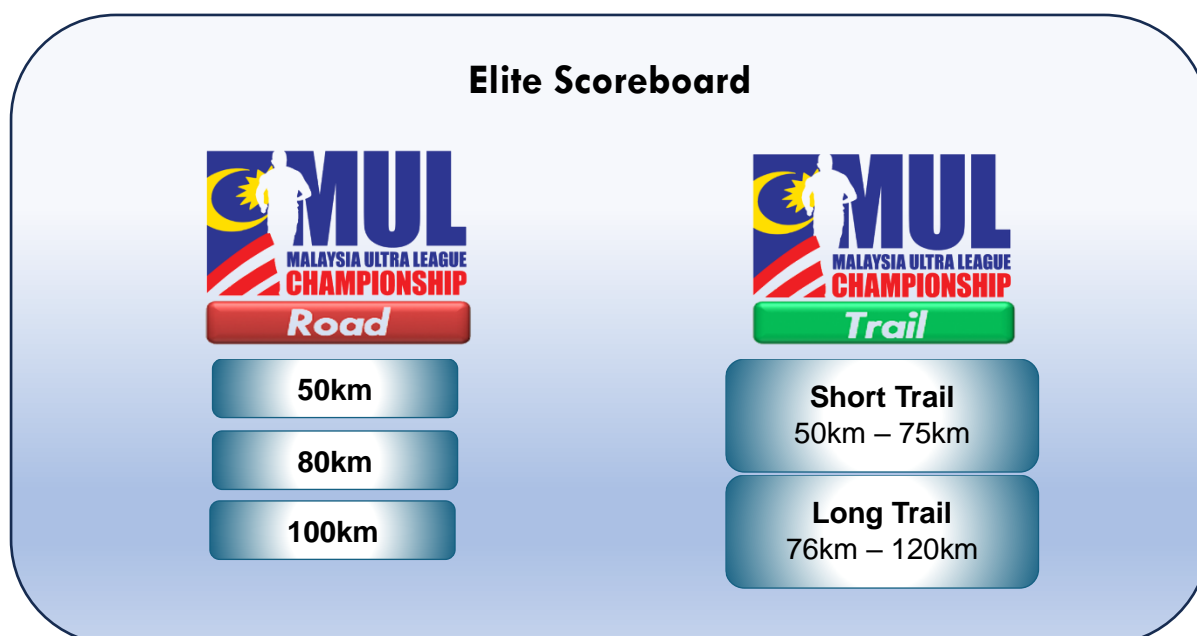 Elite Scoreboard
MUL
MALAYSIA ULTRA LEAGUE
CHAMPIONSHIP
Road
50km
80km
100km
MUL
MALAYSIA ULTRA LEAGUE
CHAMPIONSHIP
Trail
Short Trail
50km – 75km
Long Trail
76km – 120km